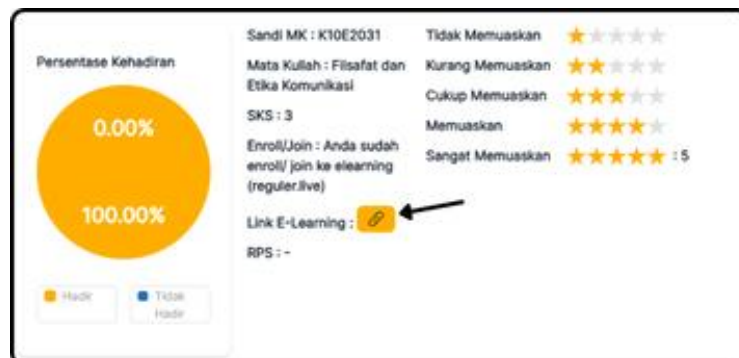 Persentase Kehadiran
0.00%
100.00%
Hadir
Tidak
Hadir
Sandi MK : K10E2031
Mata Kuliah : Filsafat dan
Etika Komunikasi
SKS : 3
Enroll/Join : Anda sudah
enroll/ join ke elearning
(reguler.live)
Link E-Learning :
RPS : -
Tidak Memuaskan
Kurang Memuaskan
Cukup Memuaskan
Memuaskan
Sangat Memuaskan : 5